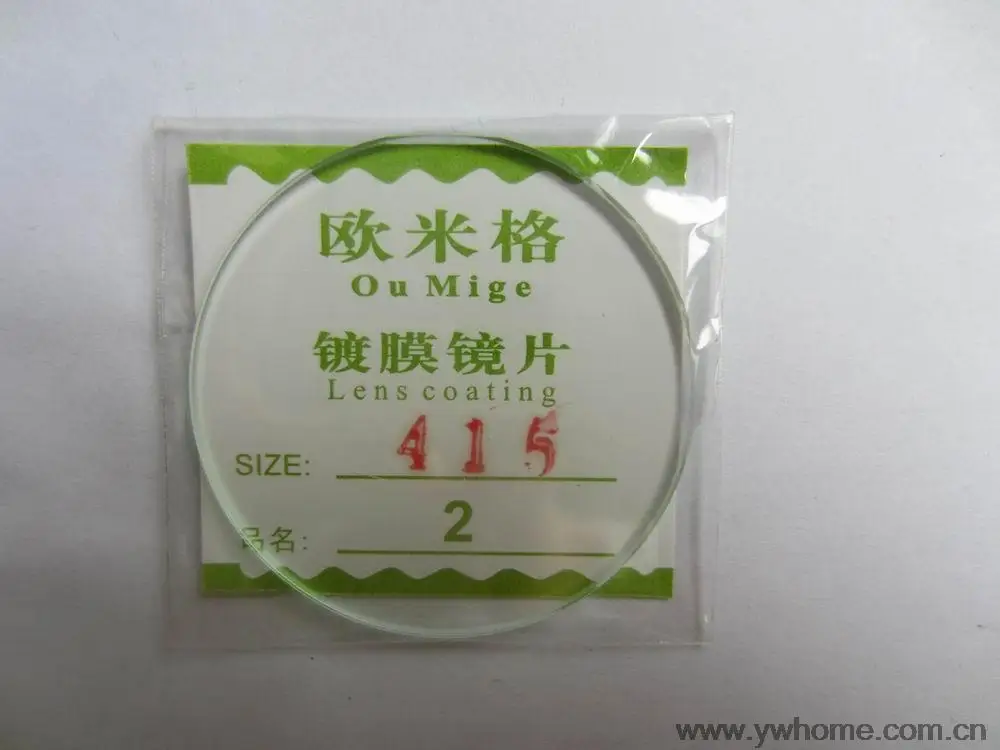 欧米格
Ou Mige
镀膜镜片
Lens coating
SIZE: 415
品名: 2
www.ywhome.com.cn